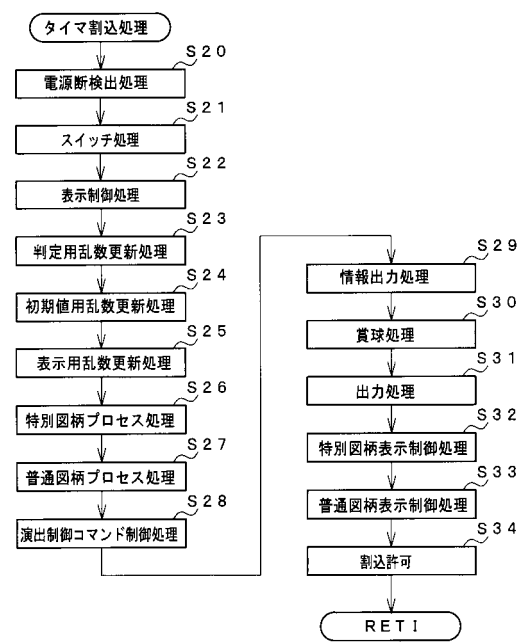 タイマ割込処理
S20
電源断検出処理
S21
スイッチ処理
S22
表示制御処理
S23
判定用乱数更新処理
S24
初期値用乱数更新処理
S25
表示用乱数更新処理
S26
特別図柄プロセス処理
S27
普通図柄プロセス処理
S28
演出制御コマンド制御処理
S29
情報出力処理
S30
賞球処理
S31
出力処理
S32
特別図柄表示制御処理
S33
普通図柄表示制御処理
S34
割込許可
RETI